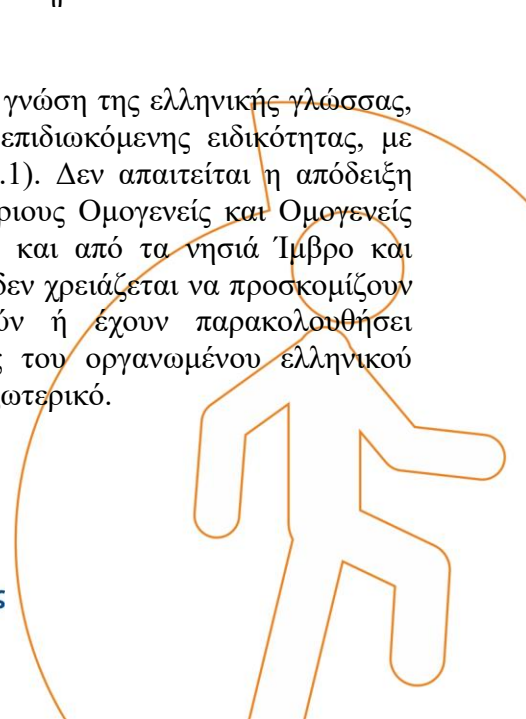 γνώση της ελληνικής γλώσσας,
επιδιωκόμενης ειδικότητας, με
.1). Δεν απαιτείται η απόδειξη
ριους Ομογενείς και Ομογενείς
και από τα νησιά Ίμβρο και
δεν χρειάζεται να προσκομίζουν
ύν ή έχουν παρακολουθήσει
ς του οργανωμένου ελληνικού
ωτερικό.
ς